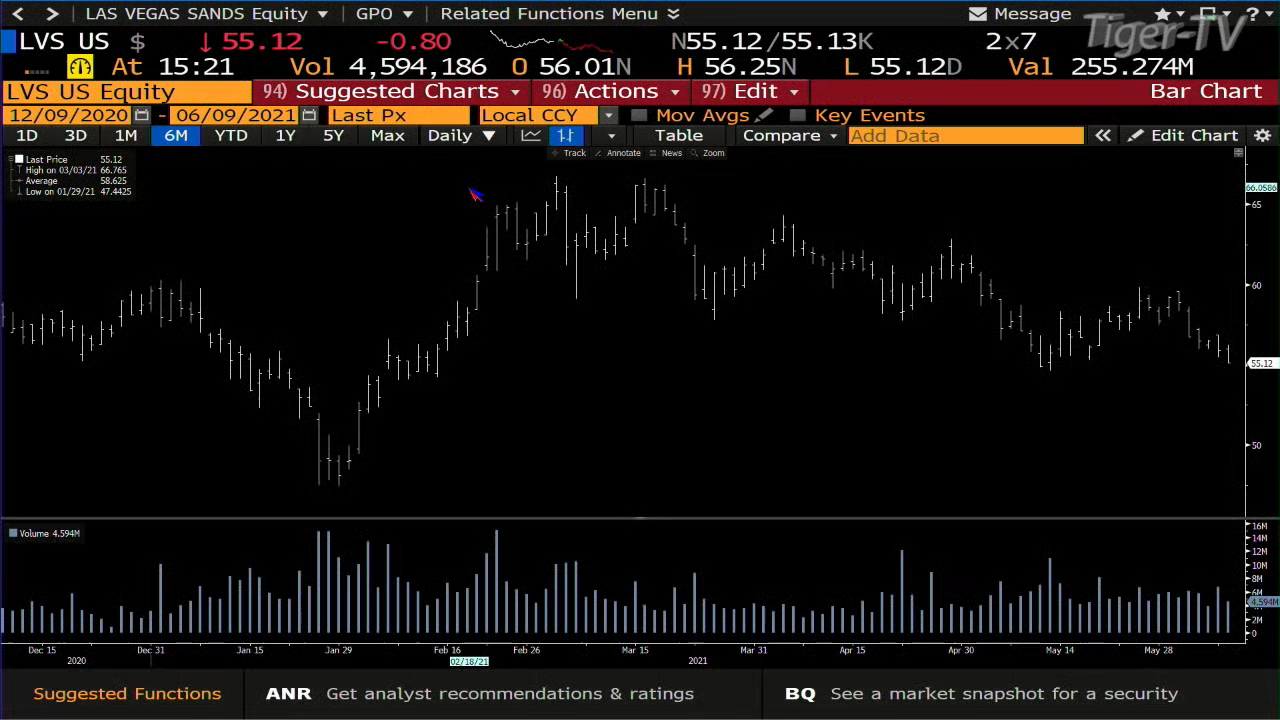 LAS VEGAS SANDS Equity GPO Related Functions Menu Message ?
Tiger-TV
LVS US $ ↓ 55.12 -0.80 N55.12/55.13K 2x7
At 15:21 Vol 4,594,186 O 56.01N H 56.25N L 55.12D Val 255.274M
LVS US Equity 94) Suggested Charts 96) Actions 97) Edit Bar Chart
12/09/2020 - 06/09/2021 Last Px Local CCY Mov Avgs Key Events
1D 3D 1M 6M YTD 1Y 5Y Max Daily Table Compare Add Data Edit Chart
Track Annotate News Zoom
Last Price 55.12
High on 03/03/21 66.765
Average 58.625
Low on 01/29/21 47.4425
66.0586
65
60
55.12
50
Volume 4.594M
16M
14M
12M
10M
8M
6M
4.594M
2M
0
Dec 15 Dec 31 Jan 15 Jan 29 Feb 16 Feb 26 Mar 15 Mar 31 Apr 15 Apr 30 May 14 May 28
2020 02/18/21 2021
Suggested Functions ANR Get analyst recommendations & ratings BQ See a market snapshot for a security